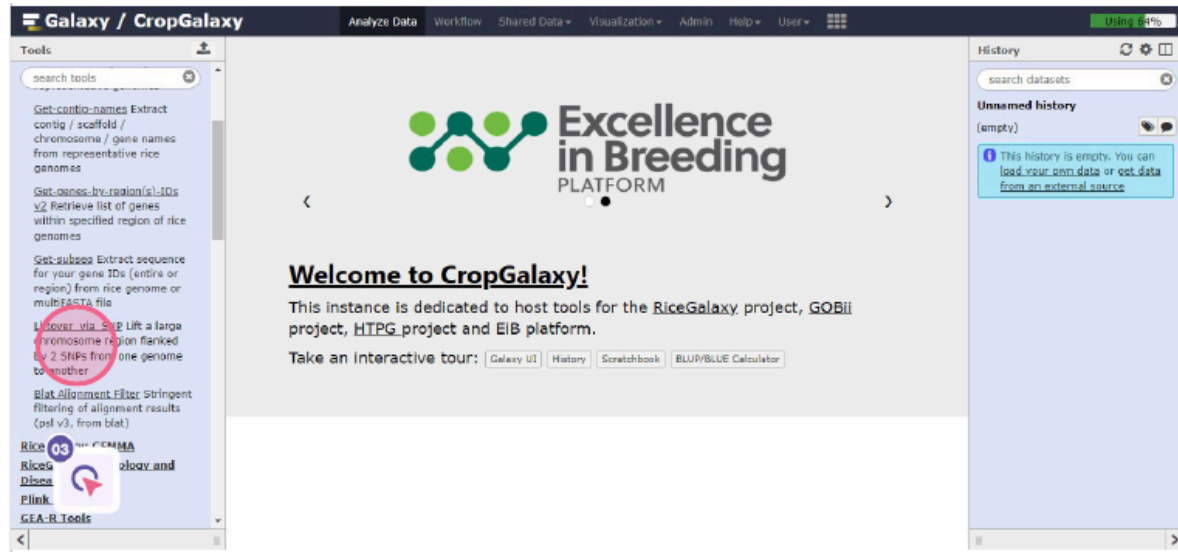 Galaxy / CropGalaxy
Analyze Data Workflow Shared Data Visualization Admin Help User
Using 64%
Tools
search tools
Get-contig-names Extract
contig / scaffold /
chromosome / gene names
from representative rice
genomes
Get-genes-by-region(s)-IDs
v2 Retrieve list of genes
within specified region of rice
genomes
Get-subseq Extract sequence
for your gene IDs (entire or
region) from rice genome or
multiFASTA file
Liftover_via_SNP Lift a large
chromosome region flanked
by 2 SNPs from one genome
to another
Blat Alignment Filter Stringent
filtering of alignment results
(psl v3, from blat)
GEMMA
and
03
Plink
GEA-R Tools
Excellence
in Breeding
PLATFORM
Welcome to CropGalaxy!
This instance is dedicated to host tools for the RiceGalaxy project, GOBii
project, HTPG project and EiB platform.
Take an interactive tour: Galaxy UI History Scratchbook BLUP/BLUE Calculator
History
search datasets
Unnamed history
(empty)
This history is empty. You can
load your own data or get data
from an external source